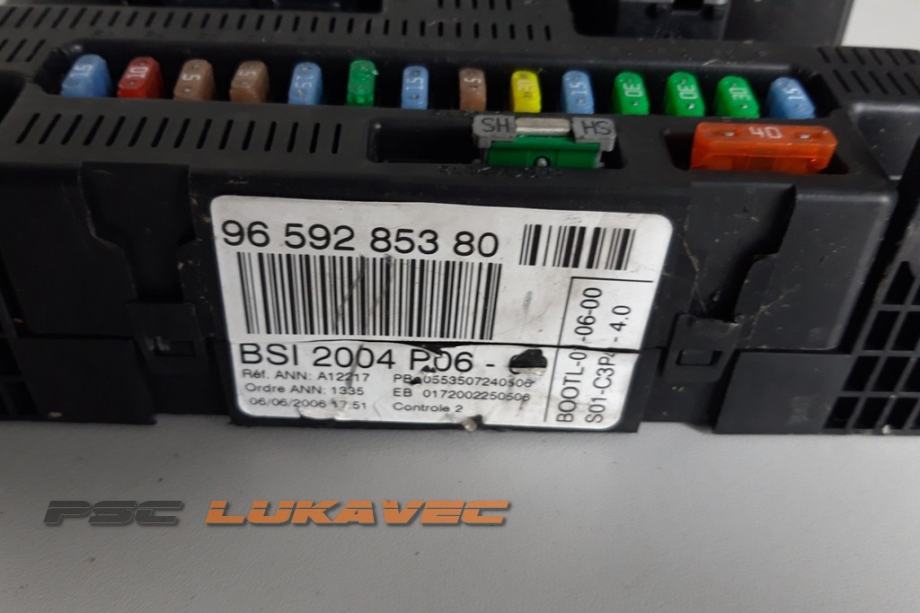 15 10 5 5 15 15 5 15 30 30 30 15
SH HS
40
96 592 853 80
BSI 2004 P06 -
Réf. ANN: A12217 PB 0553507240506
Ordre ANN: 1335 EB 0172002250506
06/06/2006 17:51 Controle 2
BOOTL-0 -06-00
S01-C3P - 4.0
PSC LUKAVEC